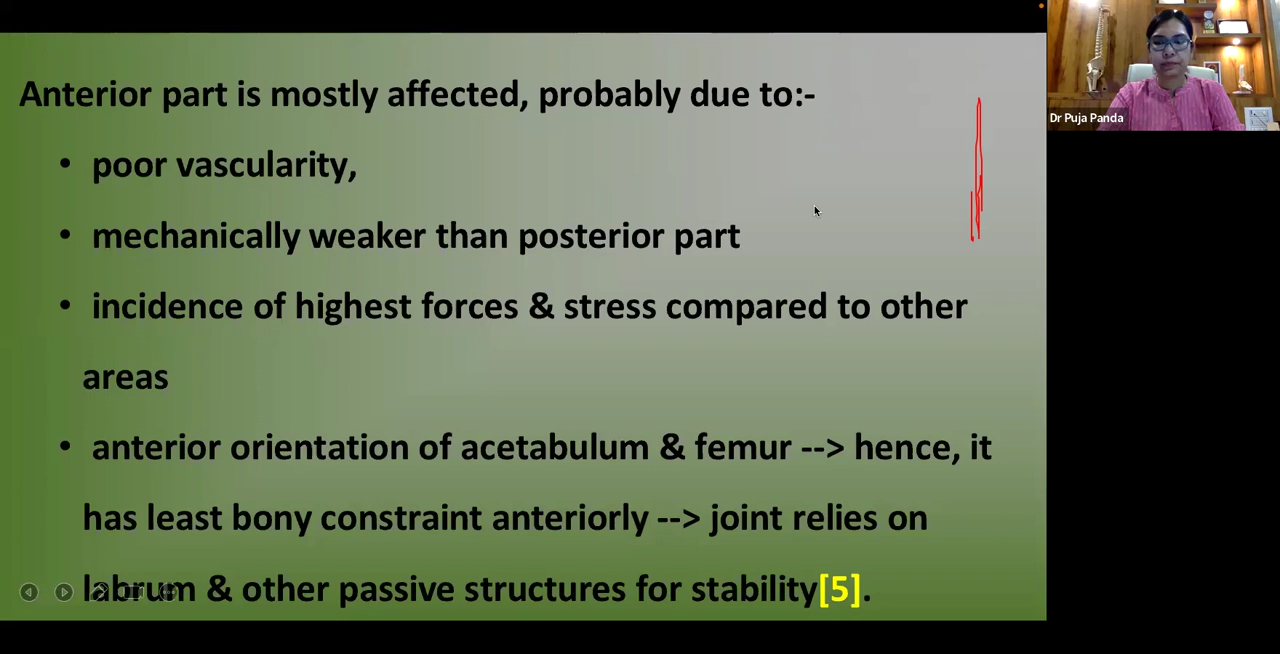 Anterior part is mostly affected, probably due to:-
• poor vascularity,
• mechanically weaker than posterior part
• incidence of highest forces & stress compared to other
areas
• anterior orientation of acetabulum & femur --> hence, it
has least bony constraint anteriorly --> joint relies on
labrum & other passive structures for stability[5].
Dr Puja Panda